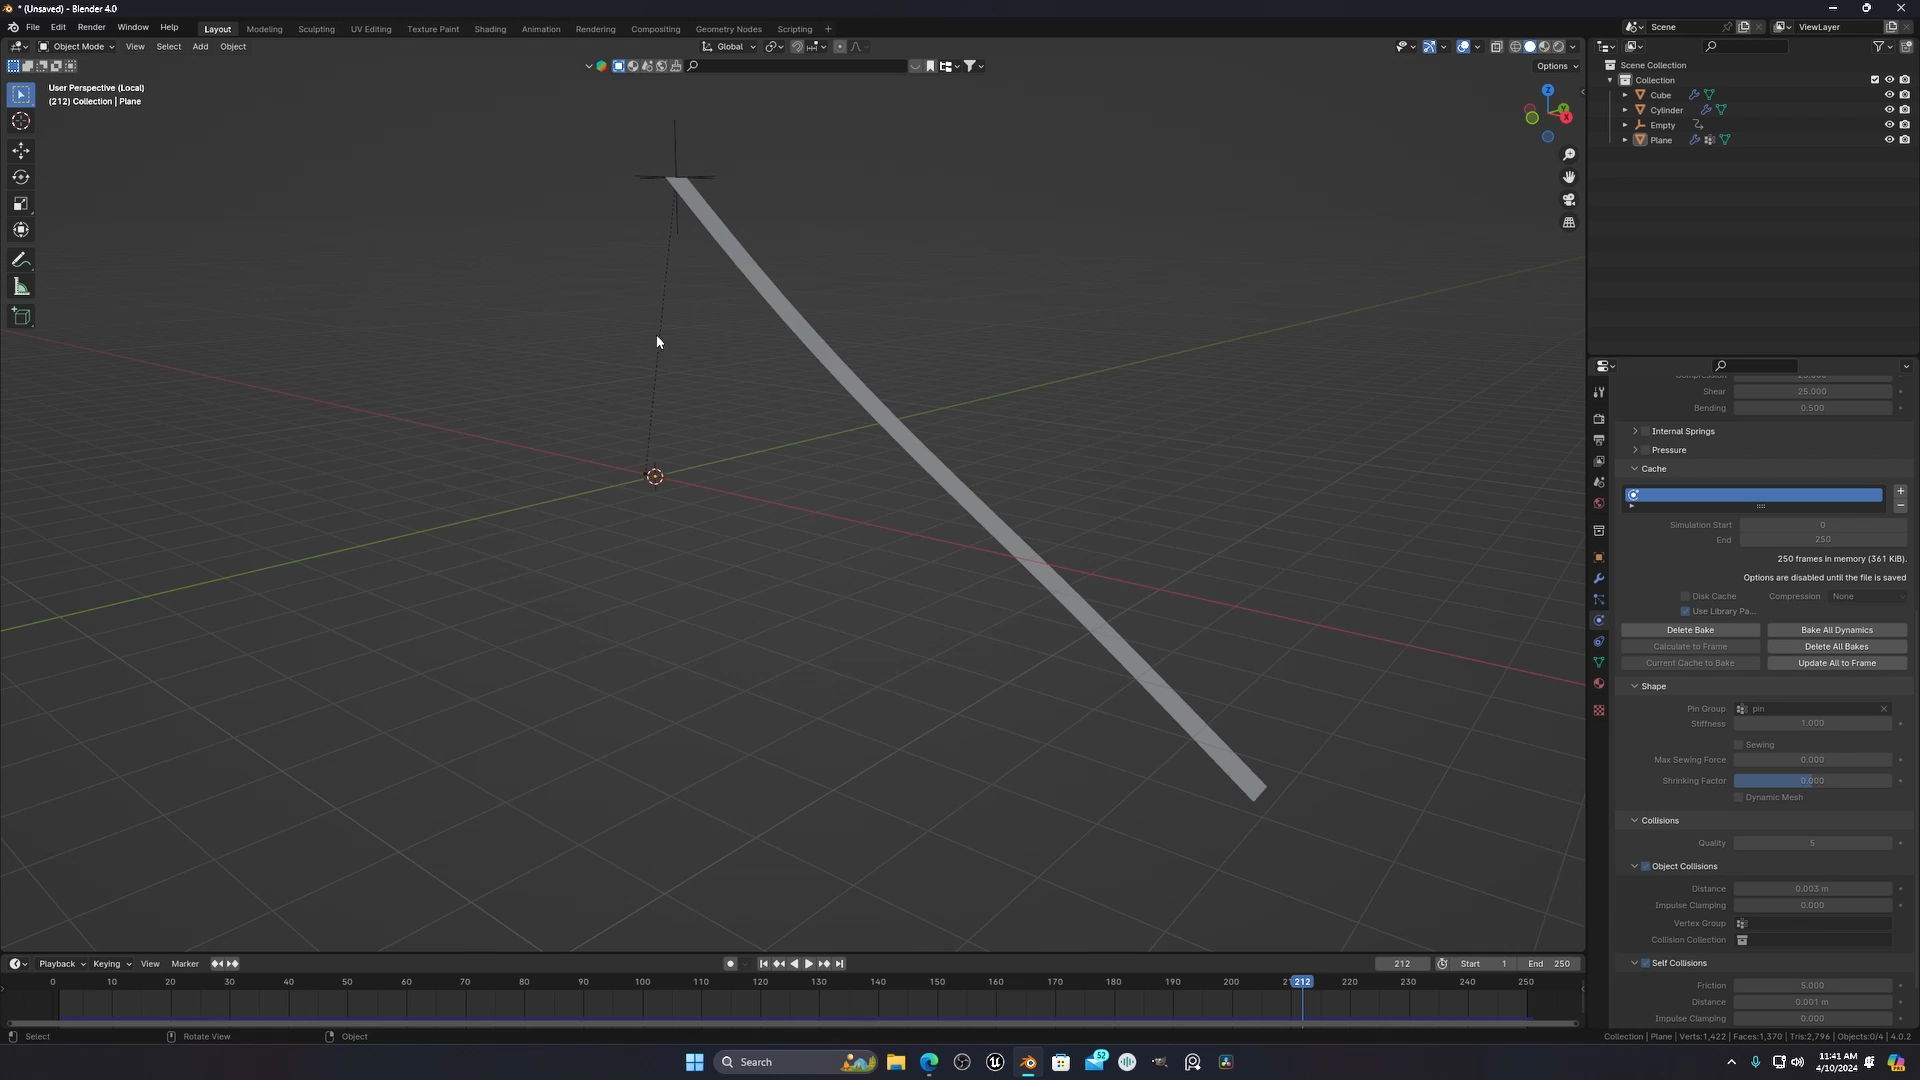 * (Unsaved) - Blender 4.0
File Edit Render Window Help Layout Modeling Sculpting UV Editing Texture Paint Shading Animation Rendering Compositing Geometry Nodes Scripting + Scene ViewLayer
Object Mode View Select Add Object Global
Options
User Perspective (Local)
(212) Collection | Plane
Z
Y
X
Scene Collection
Collection
Cube
Cylinder
Empty
Plane
Shear 25.000
Bending 0.500
Internal Springs
Pressure
Cache
Simulation Start 0
End 250
250 frames in memory (361 KiB).
Options are disabled until the file is saved
Disk Cache Compression None
Use Library Pa...
Delete Bake Bake All Dynamics
Calculate to Frame Delete All Bakes
Current Cache to Bake Update All to Frame
Shape
Pin Group pin
Stiffness 1.000
Sewing
Max Sewing Force 0.000
Shrinking Factor 0.000
Dynamic Mesh
Collisions
Quality 5
Object Collisions
Distance 0.003 m
Impulse Clamping 0.000
Vertex Group
Collision Collection
Self Collisions
Friction 5.000
Distance 0.001 m
Impulse Clamping 0.000
Playback Keying View Marker 212 Start 1 End 250
0 10 20 30 40 50 60 70 80 90 100 110 120 130 140 150 160 170 180 190 200 212 220 230 240 250
Select Rotate View Object Collection | Plane | Verts:1,422 | Faces:1,370 | Tris:2,796 | Objects:0/4 | 4.0.2
Search 52 11:41 AM
4/10/2024